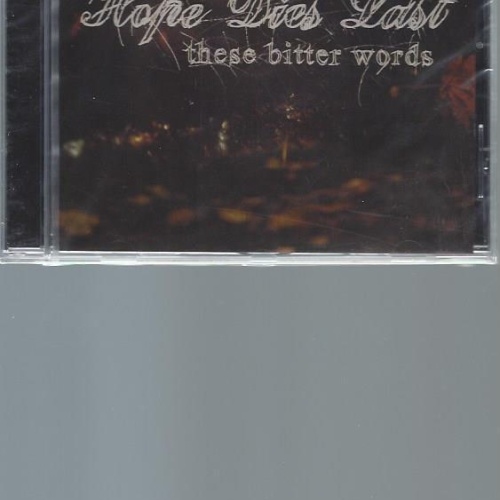 Hope Dies Last
these bitter words